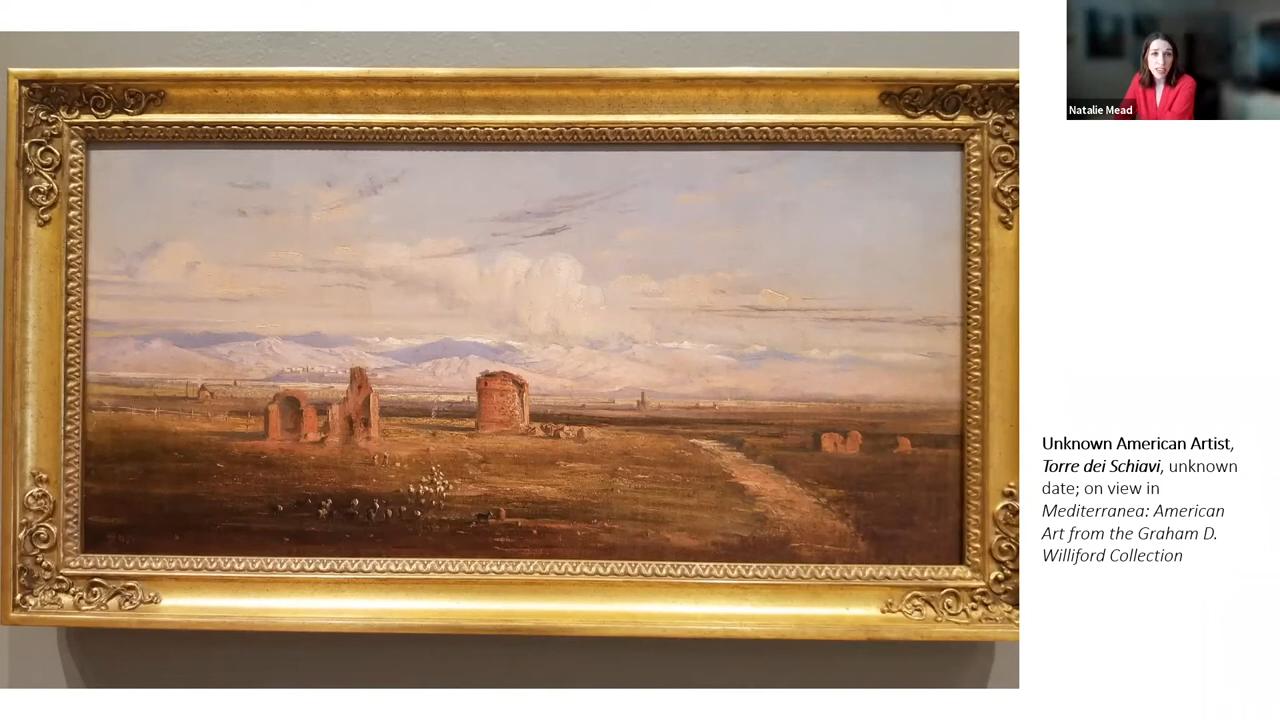 Natalie Mead
Unknown American Artist,
Torre dei Schiavi, unknown
date; on view in
Mediterranea: American
Art from the Graham D.
Williford Collection